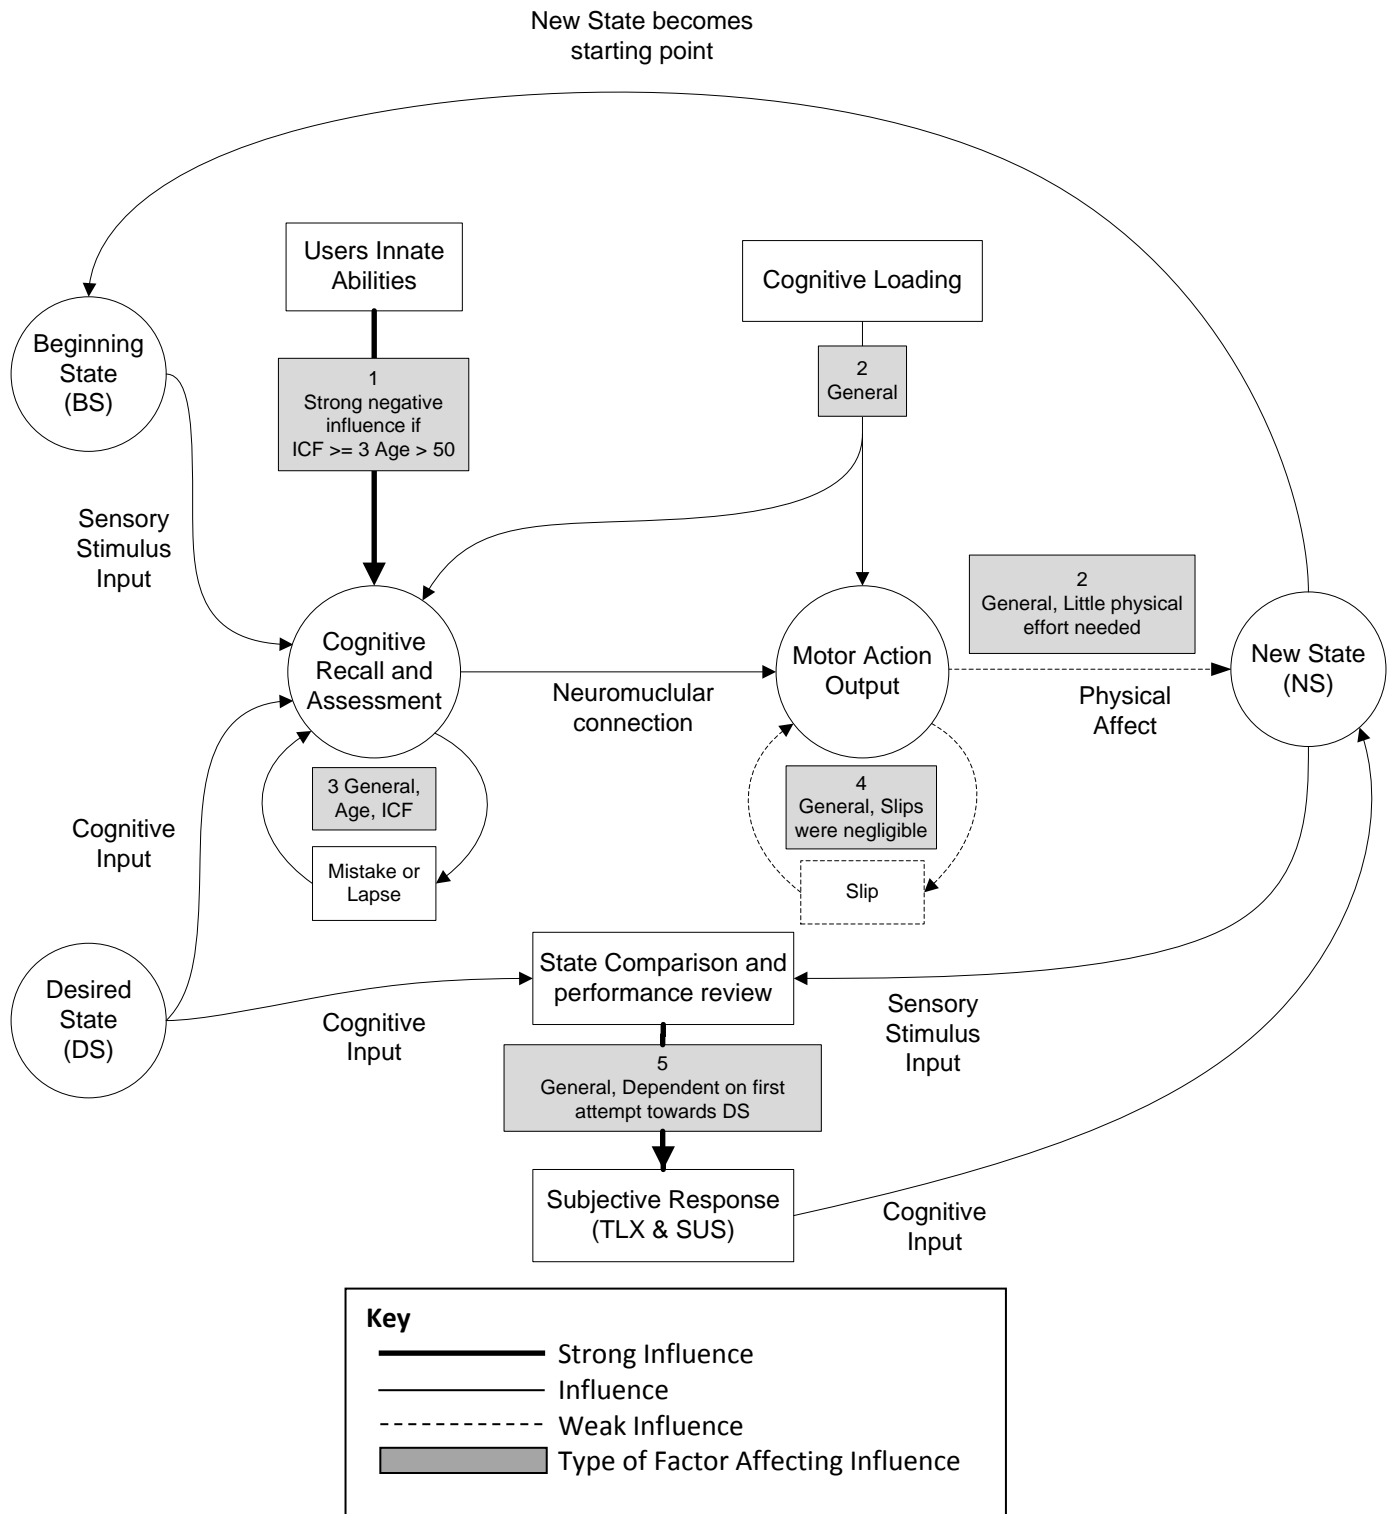 New State becomes
starting point
Users Innate
Abilities
Cognitive Loading
Beginning
State
(BS)
1
Strong negative
influence if
ICF >= 3 Age > 50
2
General
Sensory
Stimulus
Input
2
General, Little physical
effort needed
Cognitive
Recall and
Assessment
Motor Action
Output
New State
(NS)
Neuromuclular
connection
Physical
Affect
3 General,
Age, ICF
4
General, Slips
were negligible
Cognitive
Input
Mistake or
Lapse
Slip
State Comparison and
performance review
Desired
State
(DS)
Cognitive
Input
Sensory
Stimulus
Input
5
General, Dependent on first
attempt towards DS
Subjective Response
(TLX & SUS)
Cognitive
Input
Key
Strong Influence
Influence
Weak Influence
Type of Factor Affecting Influence